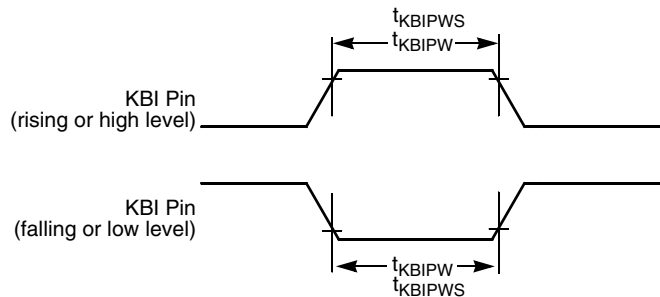 tKBIPWS
tKBIPW
KBI Pin
(rising or high level)
KBI Pin
(falling or low level)
tKBIPW
tKBIPWS